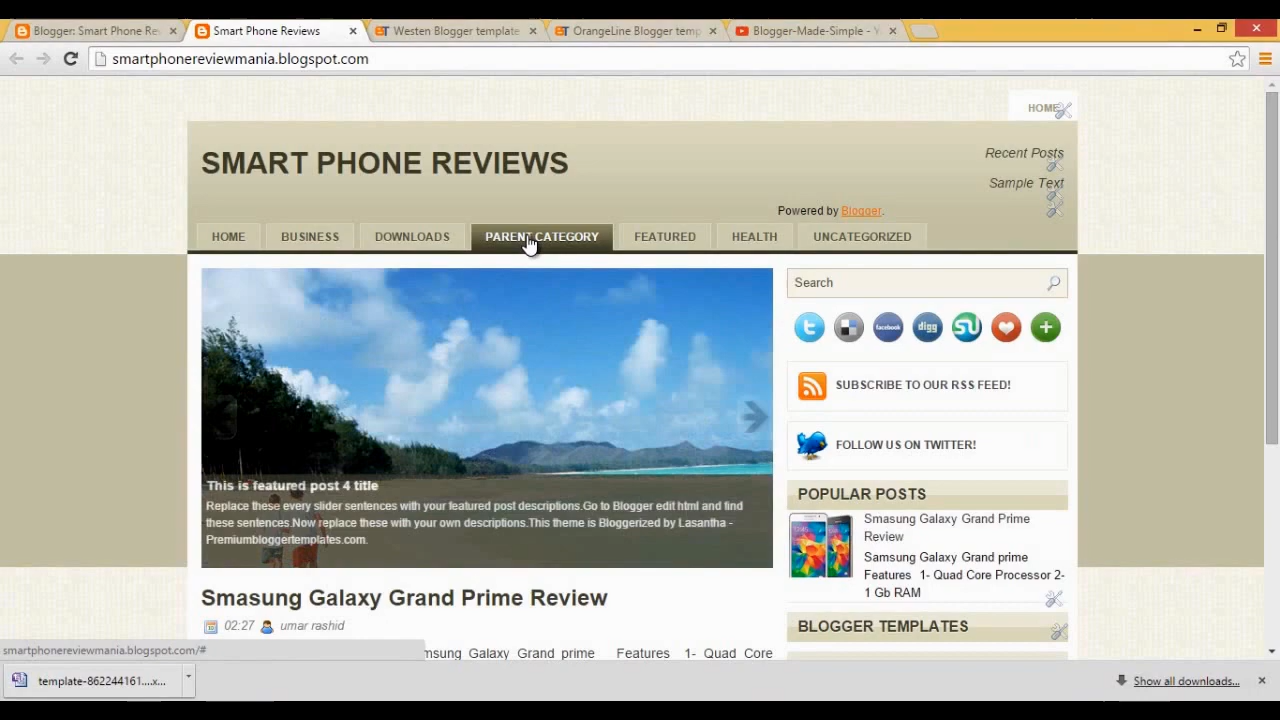 Blogger: Smart Phone Re
Smart Phone Reviews
Westen Blogger template
OrangeLine Blogger temp
Blogger-Made-Simple - Y
smartphonereviewmania.blogspot.com
HOME
SMART PHONE REVIEWS
Recent Posts
Sample Text
Powered by Blogger.
HOME
BUSINESS
DOWNLOADS
PARENT CATEGORY
FEATURED
HEALTH
UNCATEGORIZED
Search
facebook
digg
SUBSCRIBE TO OUR RSS FEED!
FOLLOW US ON TWITTER!
This is featured post 4 title
Replace these every slider sentences with your featured post descriptions.Go to Blogger edit html and find
these sentences.Now replace these with your own descriptions.This theme is Bloggerized by Lasantha -
Premiumbloggertemplates.com.
POPULAR POSTS
Smasung Galaxy Grand Prime
Review
Samsung Galaxy Grand prime
Features 1- Quad Core Processor 2-
1 Gb RAM
BLOGGER TEMPLATES
Smasung Galaxy Grand Prime Review
02:27 umar rashid
msung Galaxy Grand prime Features 1- Quad Core
smartphonereviewmania.blogspot.com/#
template-862244161....x...
Show all downloads...